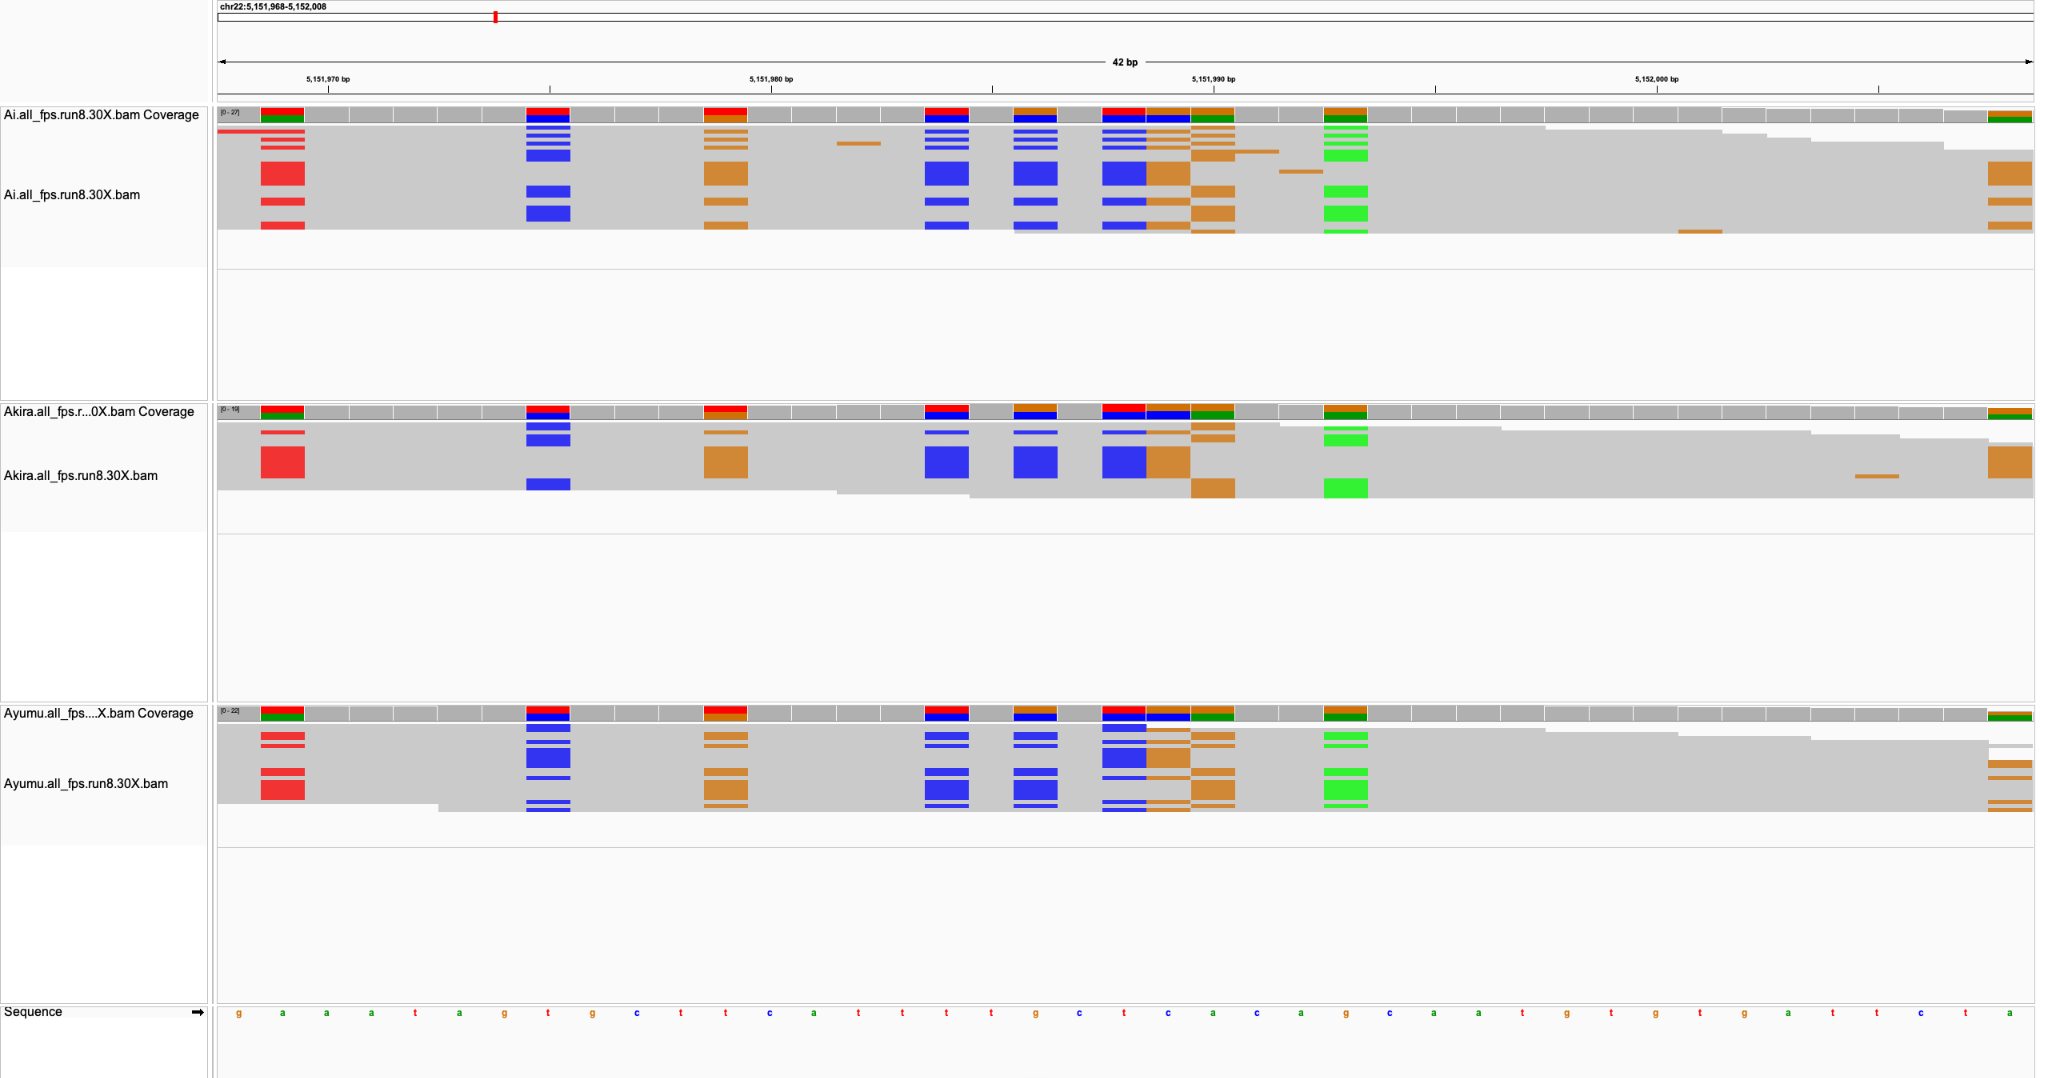 chr22:5,151,968-5,152,008
42 bp
5,151,970 bp 5,151,980 bp 5,151,990 bp 5,152,000 bp
Ai.all_fps.run8.30X.bam Coverage
[0 - 27]
Ai.all_fps.run8.30X.bam
Akira.all_fps.r...0X.bam Coverage
[0 - 19]
Akira.all_fps.run8.30X.bam
Ayumu.all_fps....X.bam Coverage
[0 - 22]
Ayumu.all_fps.run8.30X.bam
Sequence g a a a t a g t g c t t c a t t t t g c t c a c a g c a a t g t g t g a t t c t a